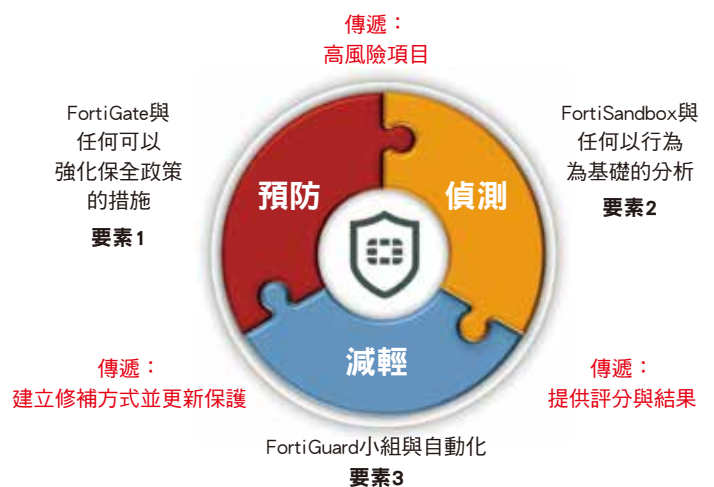 傳遞：
高風險項目
FortiGate與
任何可以
強化保全政策
的措施
要素1
FortiSandbox與
任何以行為
為基礎的分析
要素2
預防
偵測
減輕
傳遞：
建立修補方式並更新保護
傳遞：
提供評分與結果
FortiGuard小組與自動化
要素3